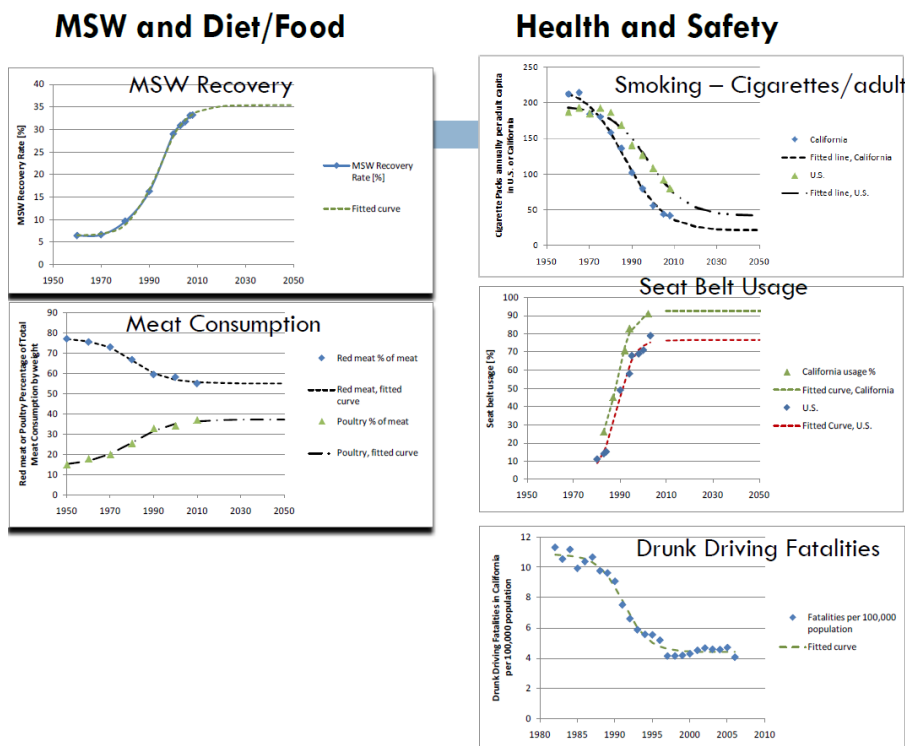 MSW and Diet/Food
MSW Recovery
MSW Recovery Rate [%]
40
35
30
25
20
15
10
5
0
1950 1970 1990 2010 2030 2050
MSW Recovery
Rate [%]
Fitted curve
Meat Consumption
Red meat or Poultry Percentage of Total
Meat Consumption by weight
90
80
70
60
50
40
30
20
10
0
1950 1960 1970 1980 1990 2000 2010 2020 2030 2040 2050
Red meat % of meat
Red meat, fitted
curve
Poultry % of meat
Poultry, fitted curve
Health and Safety
Smoking – Cigarettes/adult
Cigarette Packs annually per adult capita
in U.S. or California
250
200
150
100
50
0
1950 1970 1990 2010 2030 2050
California
Fitted line, California
U.S.
Fitted line, U.S.
Seat Belt Usage
Seat belt usage [%]
100
90
80
70
60
50
40
30
20
10
0
1950 1970 1990 2010 2030 2050
California usage %
Fitted curve, California
U.S.
Fitted Curve, U.S.
Drunk Driving Fatalities
Drunk Driving Fatalities in California
per 100,000 population
12
10
8
6
4
2
0
1980 1985 1990 1995 2000 2005 2010
Fatalities per 100,000
population
Fitted curve